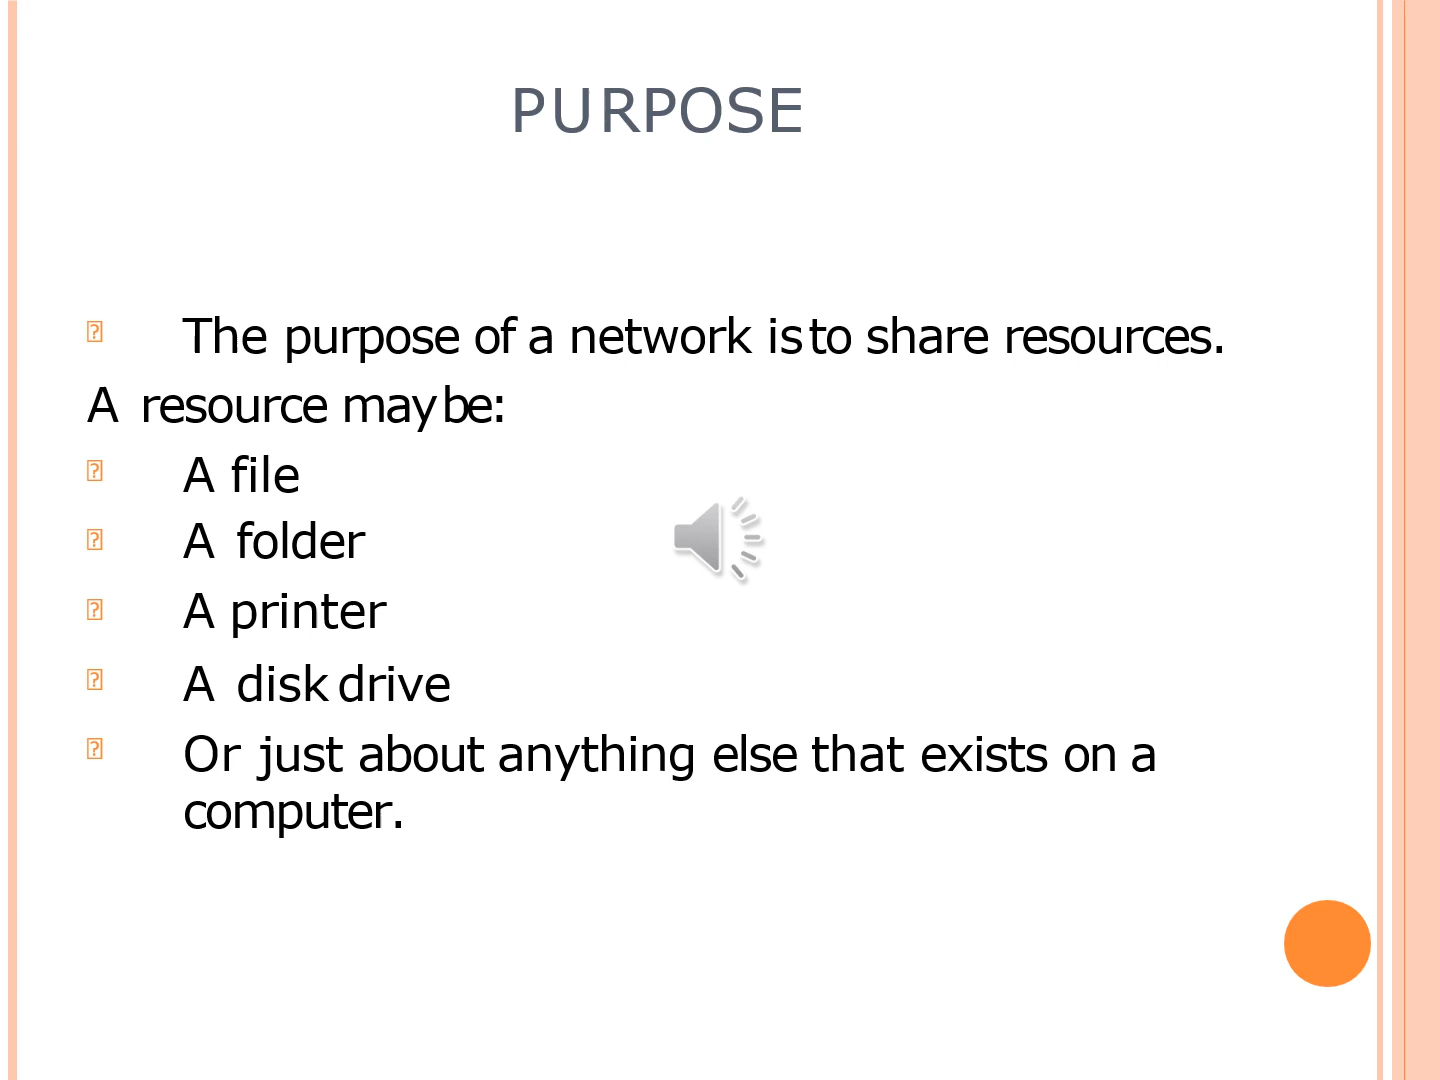 PURPOSE
The purpose of a network is to share resources.
A resource may be:
A file
A folder
A printer
A disk drive
Or just about anything else that exists on a
computer.